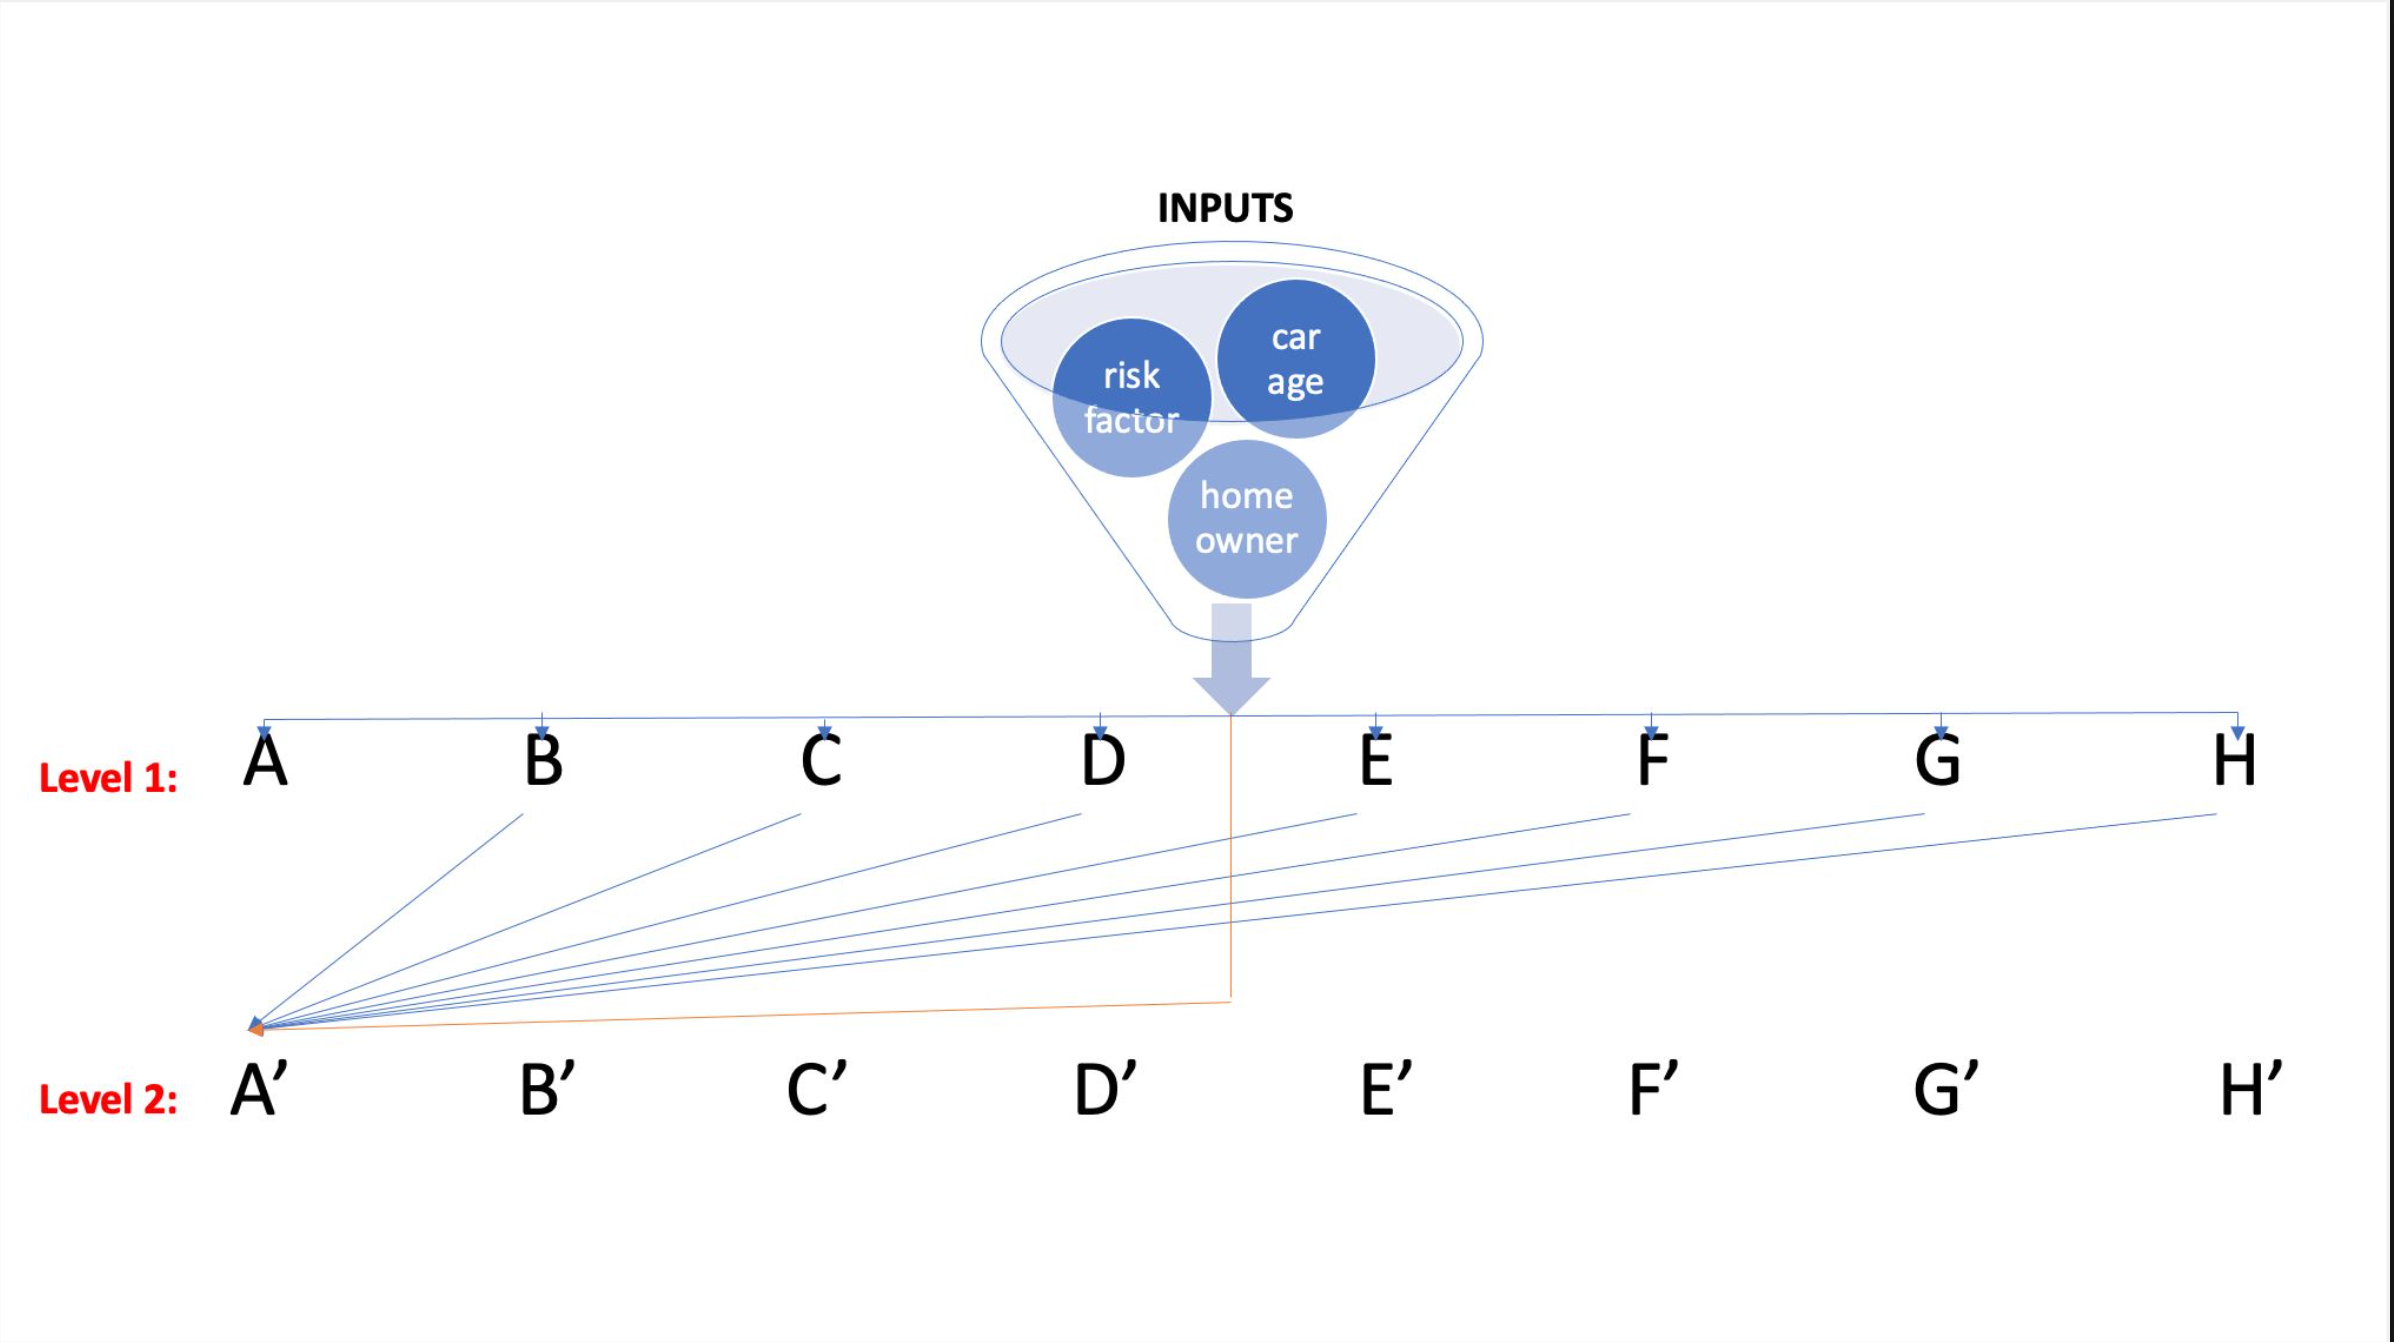 INPUTS
car
age
risk
factor
home
owner
Level 1: A B C D E F G H
Level 2: A’ B’ C’ D’ E’ F’ G’ H’